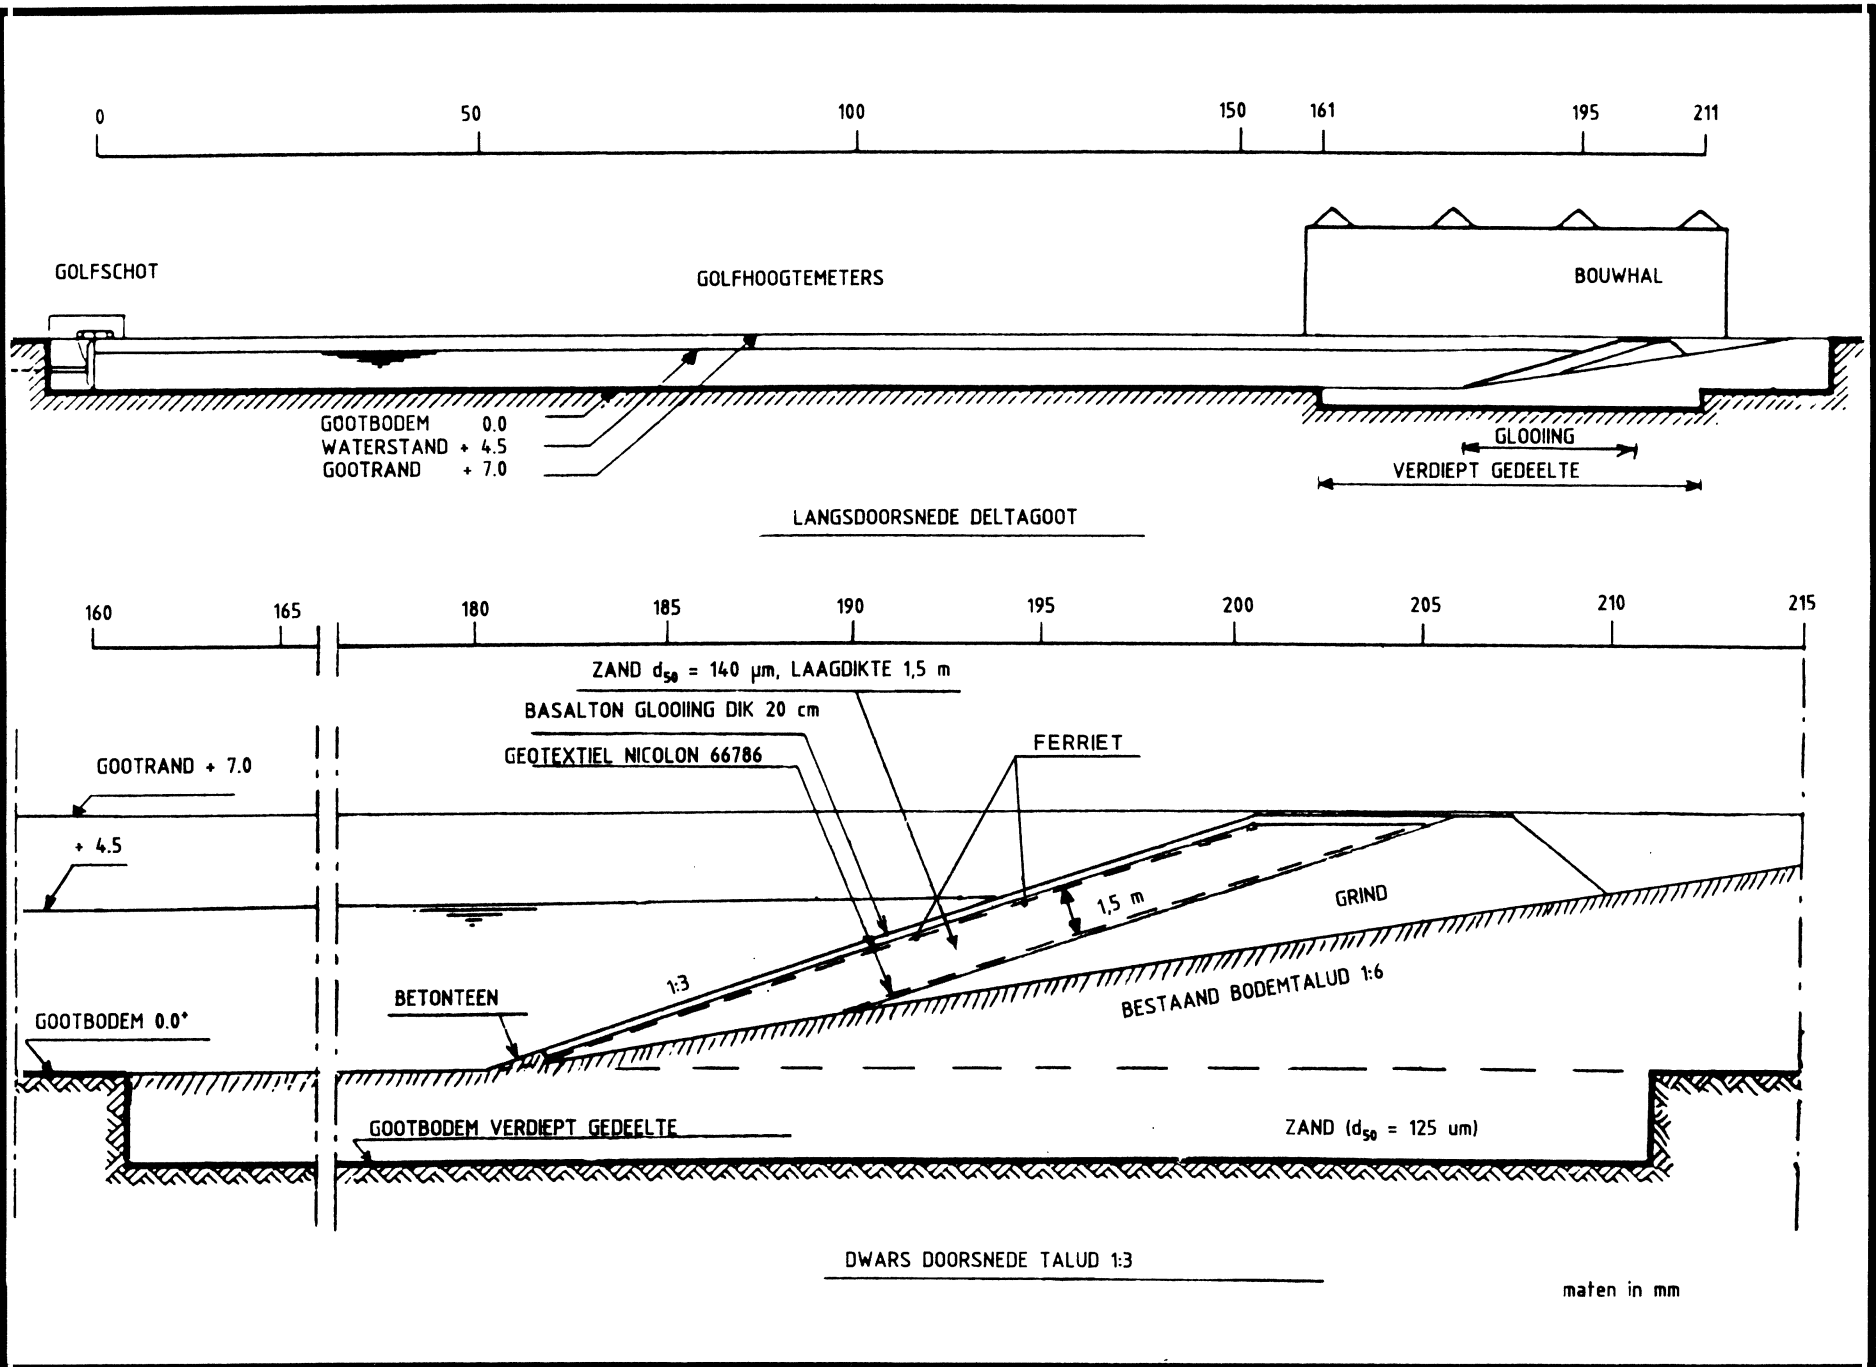 0 50 100 150 161 195 211
GOLFSCHOT
GOLFHOOGTEMETERS
BOUWHAL
GOOTBODEM 0.0
WATERSTAND + 4.5
GOOTRAND + 7.0
GLOOIING
VERDIEPT GEDEELTE
LANGSDOORSNEDE DELTAGOOT
160 165 180 185 190 195 200 205 210 215
ZAND d50 = 140 µm, LAAGDIKTE 1,5 m
BASALTON GLOOIING DIK 20 cm
GEOTEXTIEL NICOLON 66786
FERRIET
GOOTRAND + 7.0
+ 4.5
1,5 m
GRIND
1:3
BETONTEEN
BESTAAND BODEMTALUD 1:6
GOOTBODEM 0.0+
GOOTBODEM VERDIEPT GEDEELTE
ZAND (d50 = 125 um)
DWARS DOORSNEDE TALUD 1:3
maten in mm